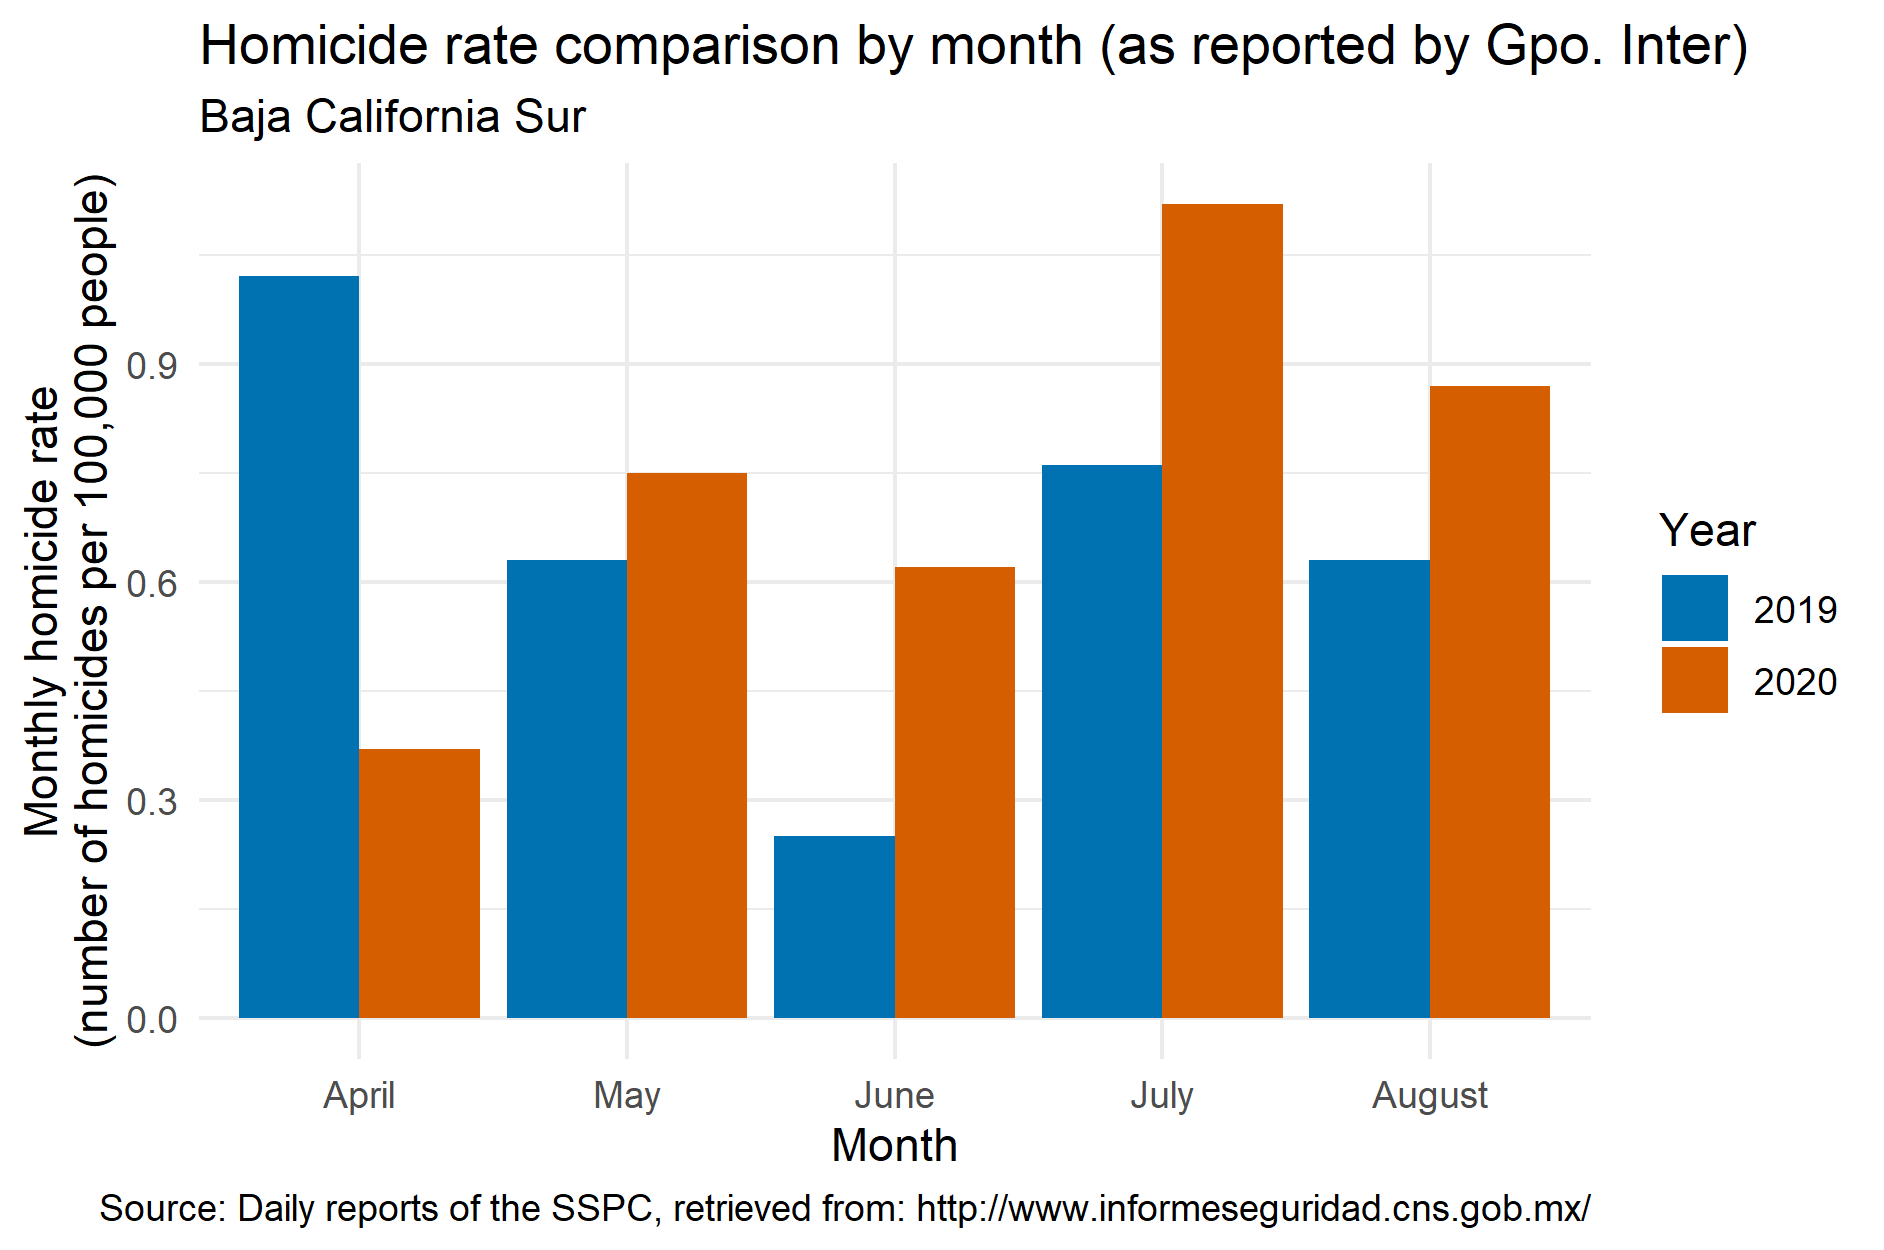 Homicide rate comparison by month (as reported by Gpo. Inter)
Baja California Sur
Monthly homicide rate
(number of homicides per 100,000 people)
0.9
0.6
0.3
0.0
April
May
June
July
August
Month
Year
2019
2020
Source: Daily reports of the SSPC, retrieved from: http://www.informeseguridad.cns.gob.mx/